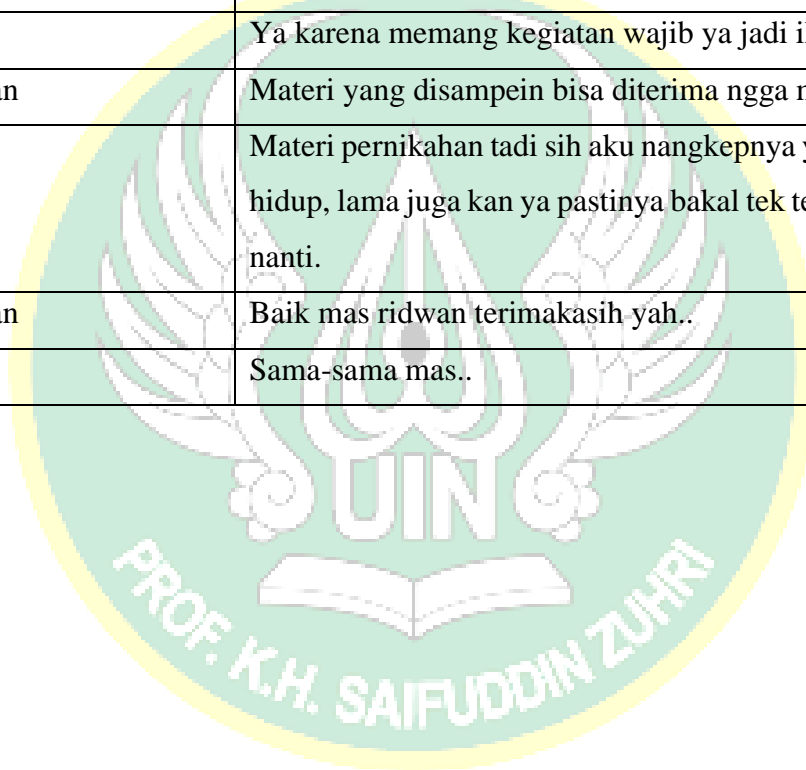 Ya karena memang kegiatan wajib ya jadi
Materi yang disampein bisa diterima ngga
Materi pernikahan tadi sih aku nangkepnya
hidup, lama juga kan ya pastinya bakal tek
nanti.
Baik mas ridwan terimakasih yah..
Sama-sama mas..
UIN
PROF. K.H. SAIFUDDIN ZUHRI